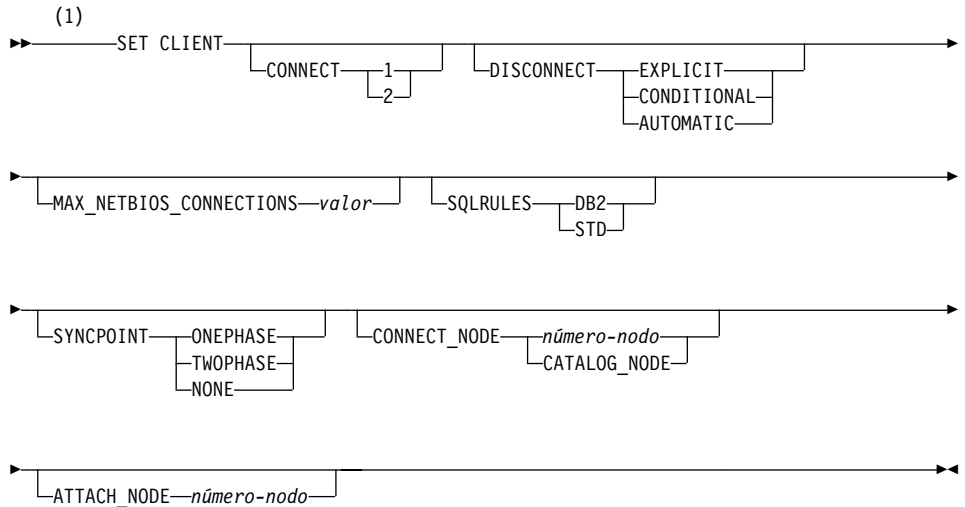 (1)
SET CLIENT
CONNECT 1 DISCONNECT EXPLICIT
2 CONDITIONAL
AUTOMATIC
MAX_NETBIOS_CONNECTIONS valor SQLRULES DB2
STD
SYNCPOINT ONEPHASE CONNECT_NODE número-nodo
TWOPHASE CATALOG_NODE
NONE
ATTACH_NODE número-nodo